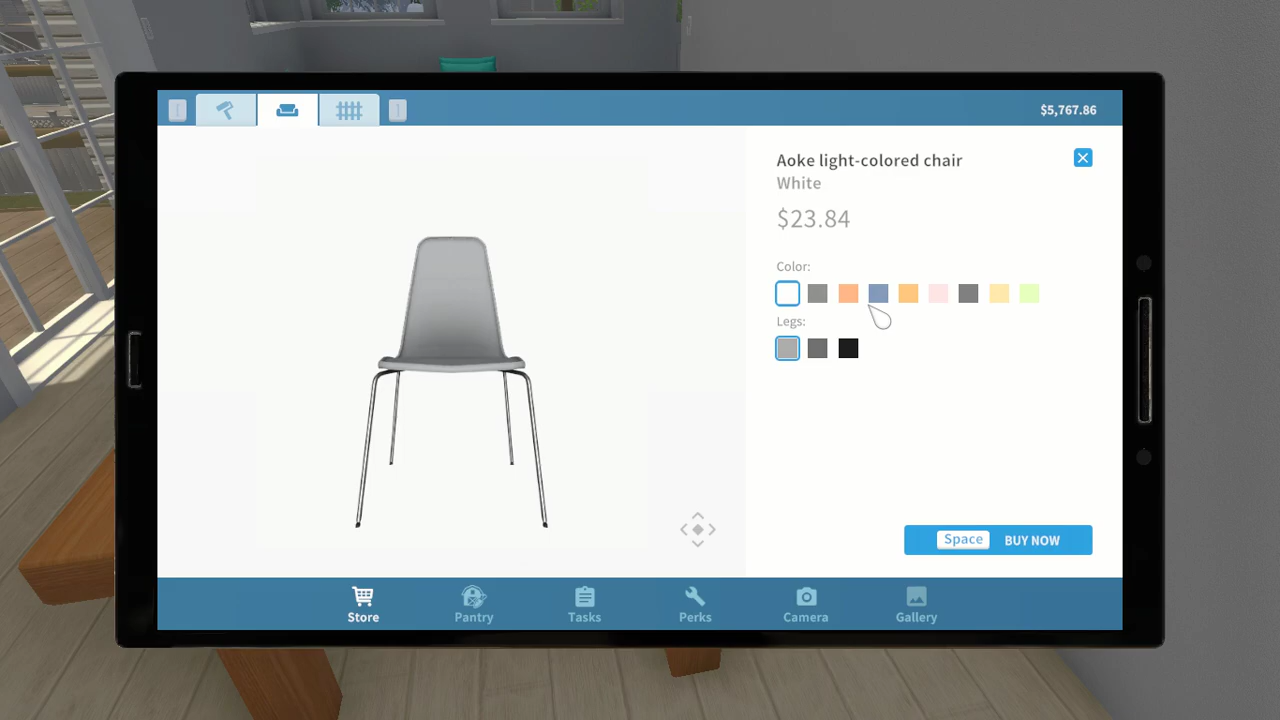 $5,767.86
Aoke light-colored chair
White
$23.84
Color:
Legs:
Space BUY NOW
Store Pantry Tasks Perks Camera Gallery